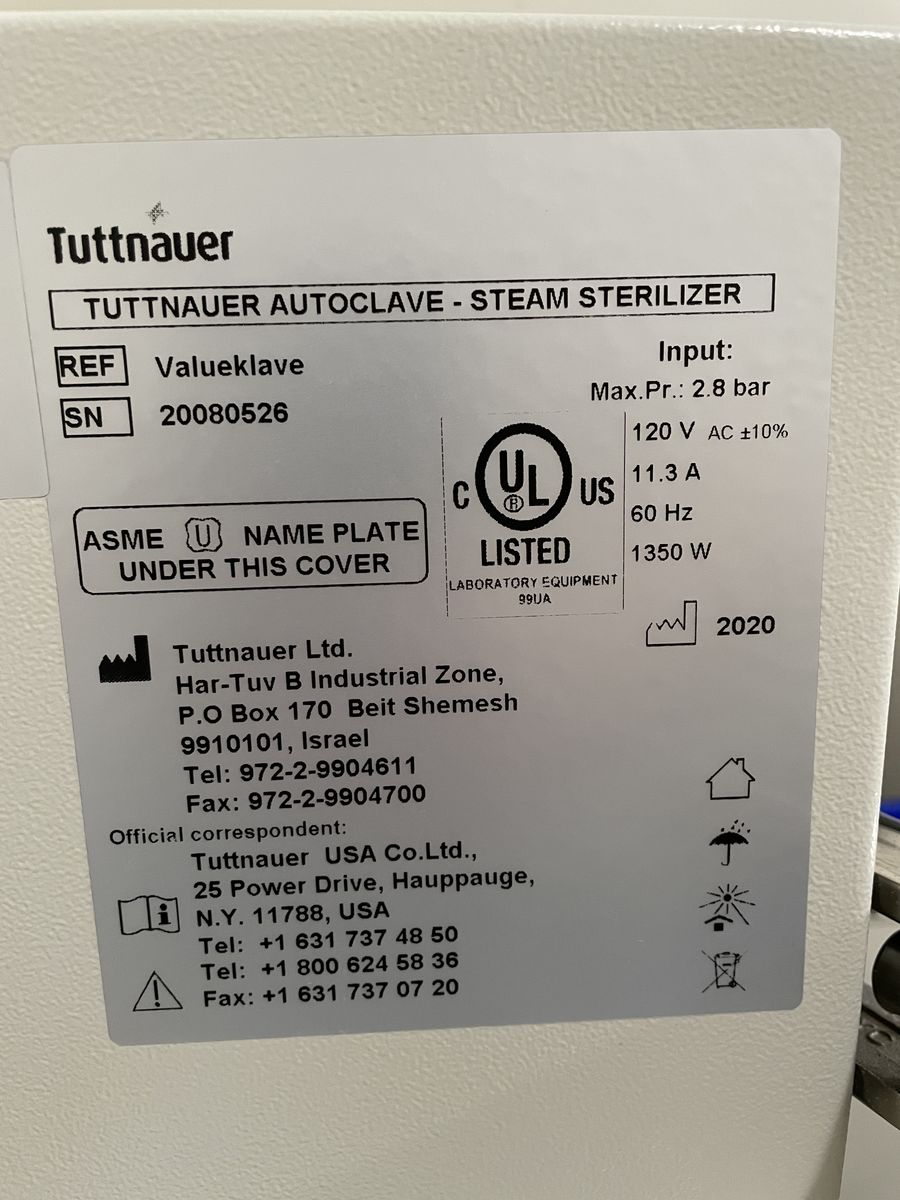 Tuttnauer
TUTTNAUER AUTOCLAVE - STEAM STERILIZER
REF Valueklave
SN 20080526
Input:
Max.Pr.: 2.8 bar
120 V AC ±10%
11.3 A
60 Hz
1350 W
C UL ® US
LISTED
LABORATORY EQUIPMENT
99UA
ASME U NAME PLATE
UNDER THIS COVER
2020
Tuttnauer Ltd.
Har-Tuv B Industrial Zone,
P.O Box 170 Beit Shemesh
9910101, Israel
Tel: 972-2-9904611
Fax: 972-2-9904700
Official correspondent:
Tuttnauer USA Co.Ltd.,
25 Power Drive, Hauppauge,
N.Y. 11788, USA
Tel: +1 631 737 48 50
Tel: +1 800 624 58 36
Fax: +1 631 737 07 20